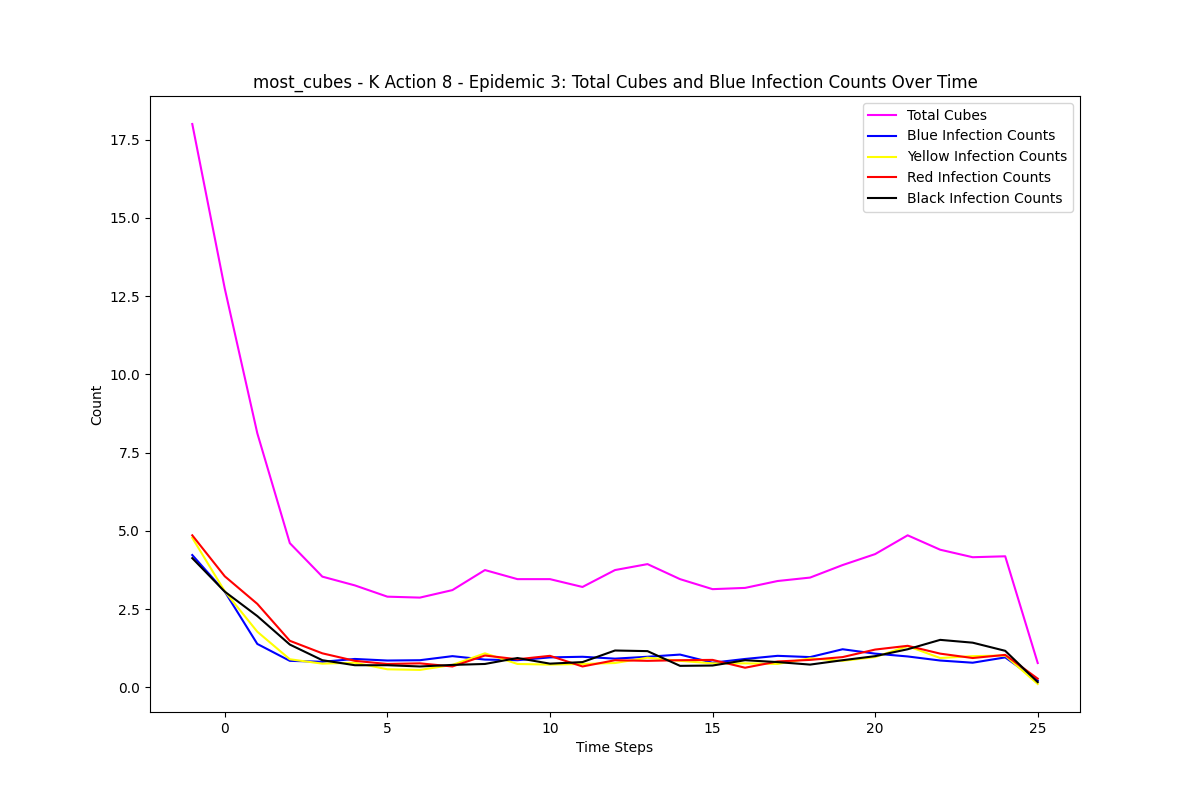 most_cubes - K Action 8 - Epidemic 3: Total Cubes and Blue Infection Counts Over Time
Total Cubes
Blue Infection Counts
Yellow Infection Counts
Red Infection Counts
Black Infection Counts
Count
17.5
15.0
12.5
10.0
7.5
5.0
2.5
0.0
0 5 10 15 20 25
Time Steps